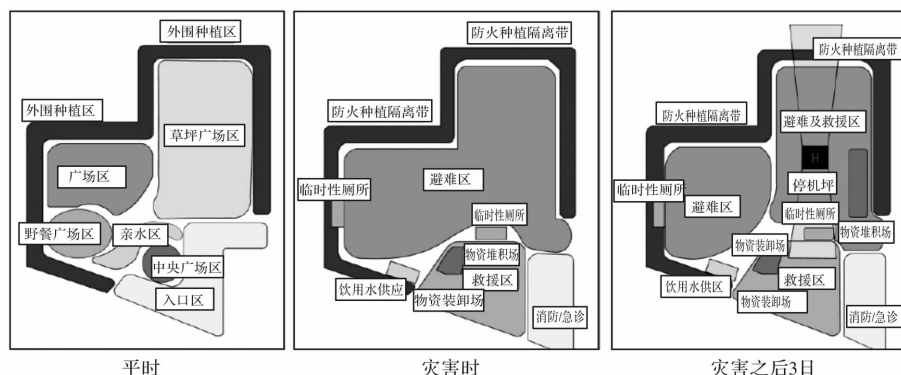 外围种植区
外围种植区
草坪广场区
广场区
野餐广场区
亲水区
中央广场区
入口区
平时
防火种植隔离带
防火种植隔离带
临时性厕所
避难区
临时性厕所
物资堆积场
救援区
饮用水供应
物资装卸场
消防/急诊
灾害时
防火种植隔离带
防火种植隔离带
避难及救援区
H
停机坪
临时性厕所
避难区
临时性厕所
物资堆积场
物资装卸场
救援区
饮用水供区
物资装卸场
消防/急诊
灾害之后3日